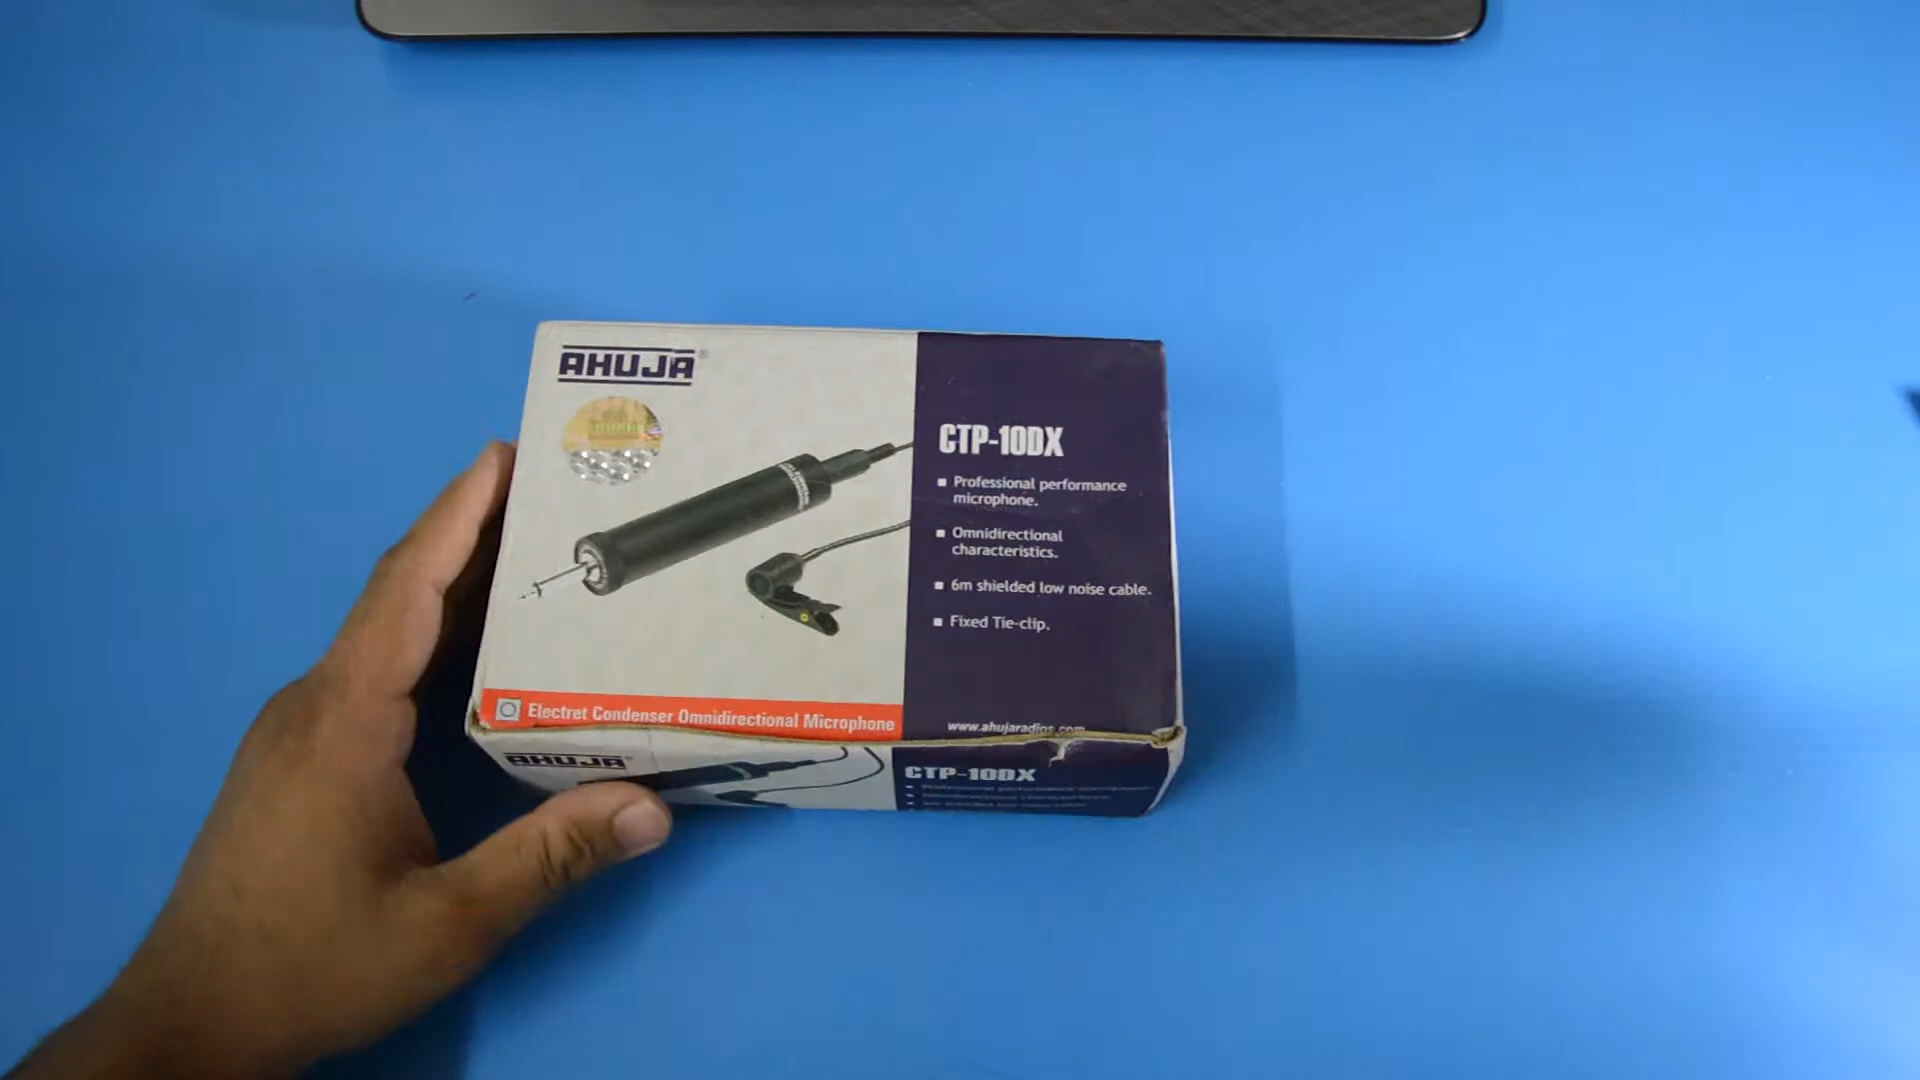 AHUJA®
CTP-10DX
■ Professional performance
microphone.
■ Omnidirectional
characteristics.
■ 6m shielded low noise cable.
■ Fixed Tie-clip.
Electret Condenser Omnidirectional Microphone
www.ahujaradios.com
AHUJA®
CTP-10DX